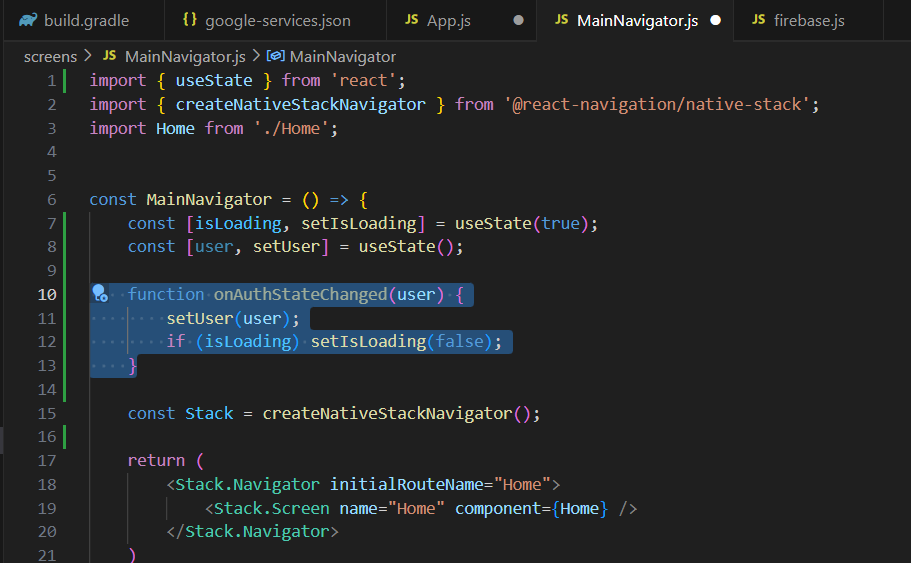 build.gradle {} google-services.json JS App.js JS MainNavigator.js JS firebase.js
screens > JS MainNavigator.js > MainNavigator
1 import { useState } from 'react';
2 import { createNativeStackNavigator } from '@react-navigation/native-stack';
3 import Home from './Home';
4
5
6 const MainNavigator = () => {
7 const [isLoading, setIsLoading] = useState(true);
8 const [user, setUser] = useState();
9
10 function onAuthStateChanged(user) {
11 setUser(user);
12 if (isLoading) setIsLoading(false);
13 }
14
15 const Stack = createNativeStackNavigator();
16
17 return (
18 <Stack.Navigator initialRouteName="Home">
19 <Stack.Screen name="Home" component={Home} />
20 </Stack.Navigator>
21 )